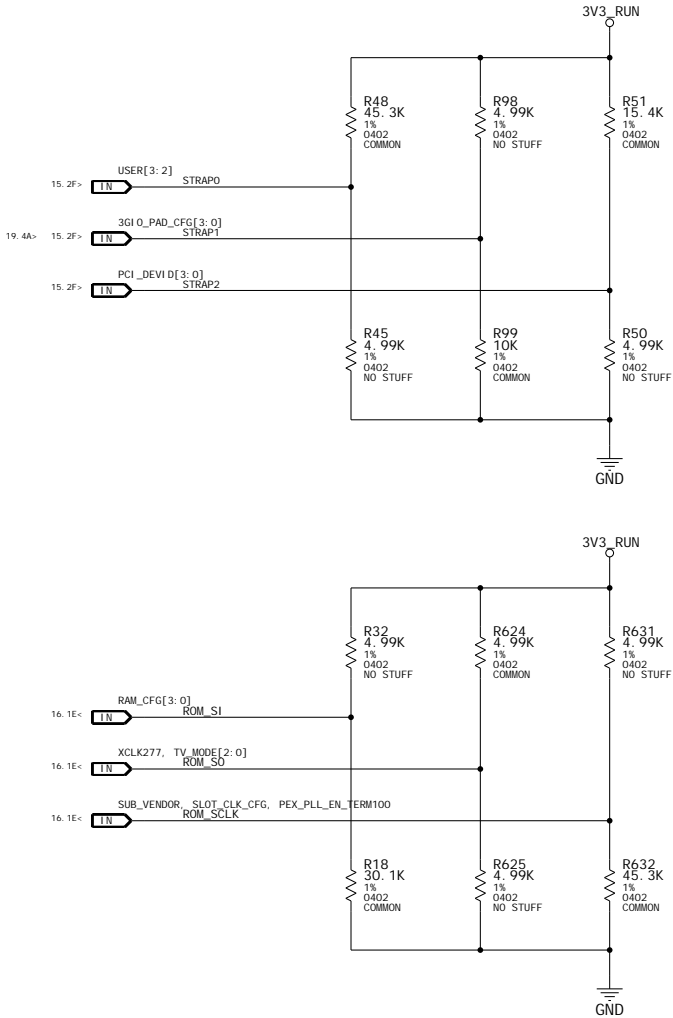 3V3_RUN
R48
45.3K
1%
0402
COMMON
R98
4.99K
1%
0402
NO STUFF
R51
15.4K
1%
0402
COMMON
USER[3:2]
15.2F> IN STRAP0
3GIO_PAD_CFG[3:0]
19.4A> 15.2F> IN STRAP1
PCI_DEVID[3:0]
15.2F> IN STRAP2
R45
4.99K
1%
0402
NO STUFF
R99
10K
1%
0402
COMMON
R50
4.99K
1%
0402
NO STUFF
GND
3V3_RUN
R32
4.99K
1%
0402
NO STUFF
R624
4.99K
1%
0402
COMMON
R631
4.99K
1%
0402
NO STUFF
RAM_CFG[3:0]
16.1E< IN ROM_SI
XCLK277, TV_MODE[2:0]
16.1E< IN ROM_SO
SUB_VENDOR, SLOT_CLK_CFG, PEX_PLL_EN_TERM100
16.1E< IN ROM_SCLK
R18
30.1K
1%
0402
COMMON
R625
4.99K
1%
0402
NO STUFF
R632
45.3K
1%
0402
COMMON
GND